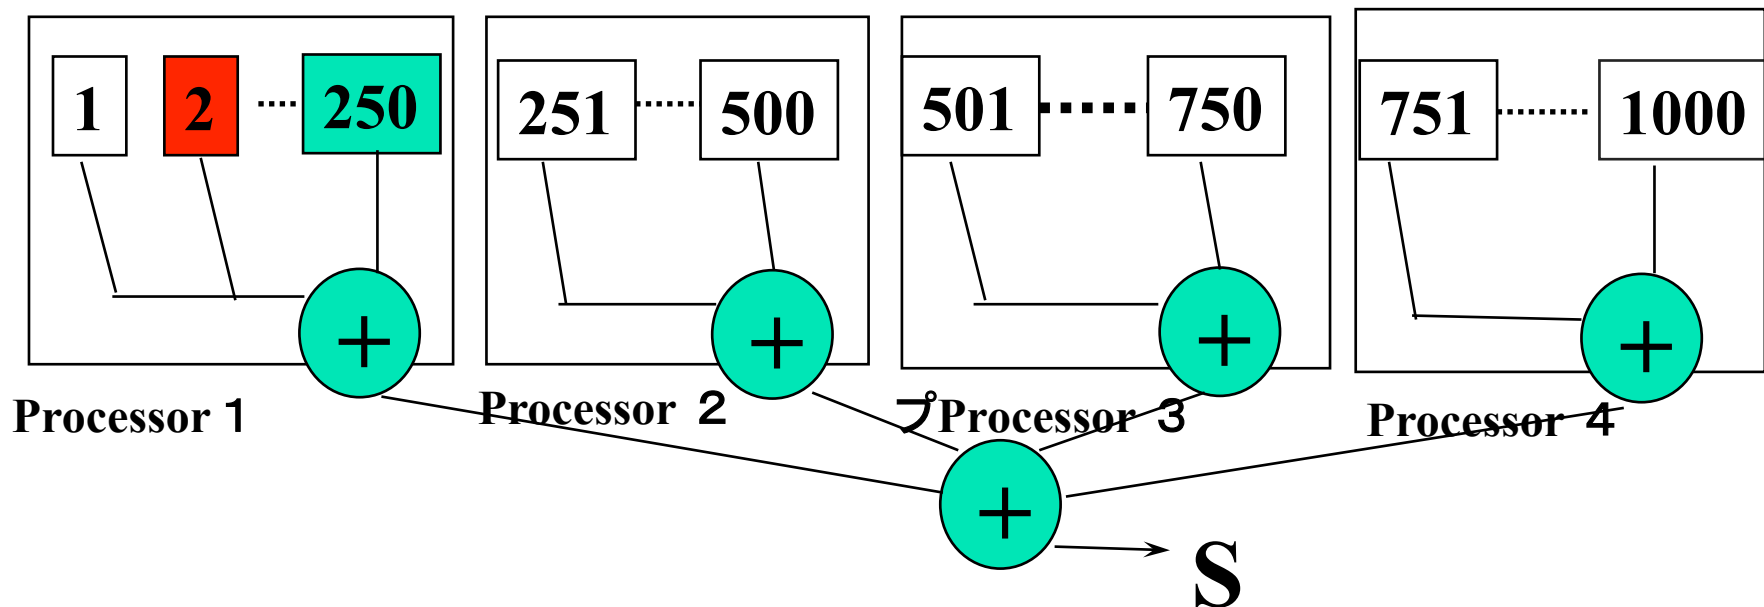 1 2 250 251 500 501 750 751 1000
+ + + +
Processor 1 Processor 2 プProcessor 3 Processor 4
+
S